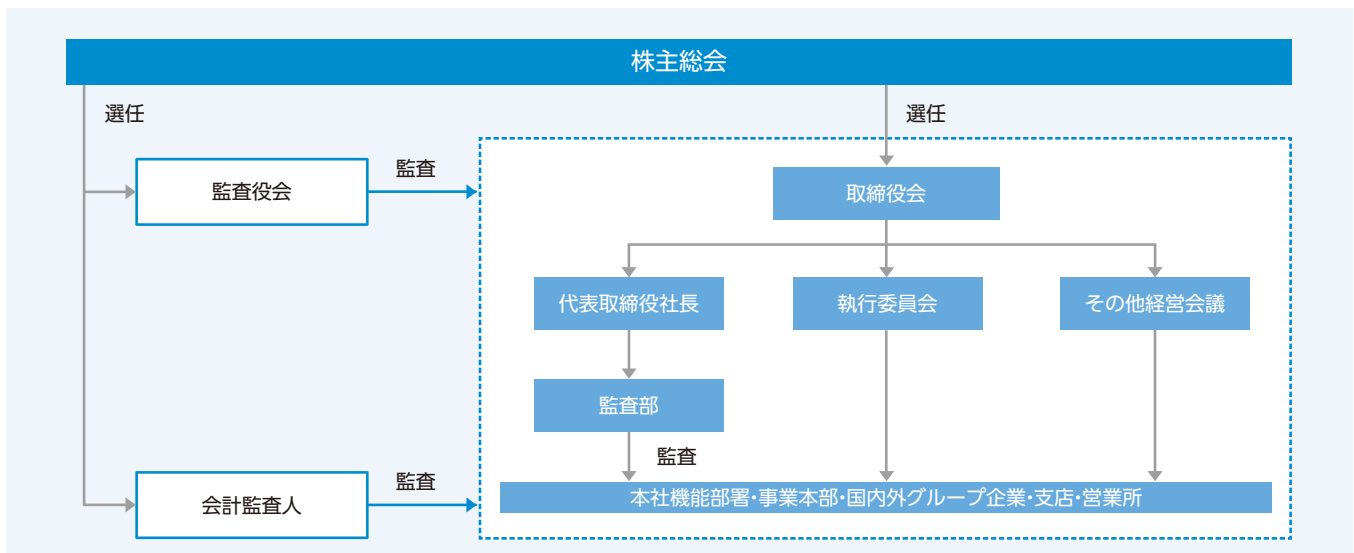 株主総会
選任
選任
監査役会
監査
取締役会
代表取締役社長
執行委員会
その他経営会議
監査部
監査
会計監査人
監査
本社機能部署・事業本部・国内外グループ企業・支店・営業所